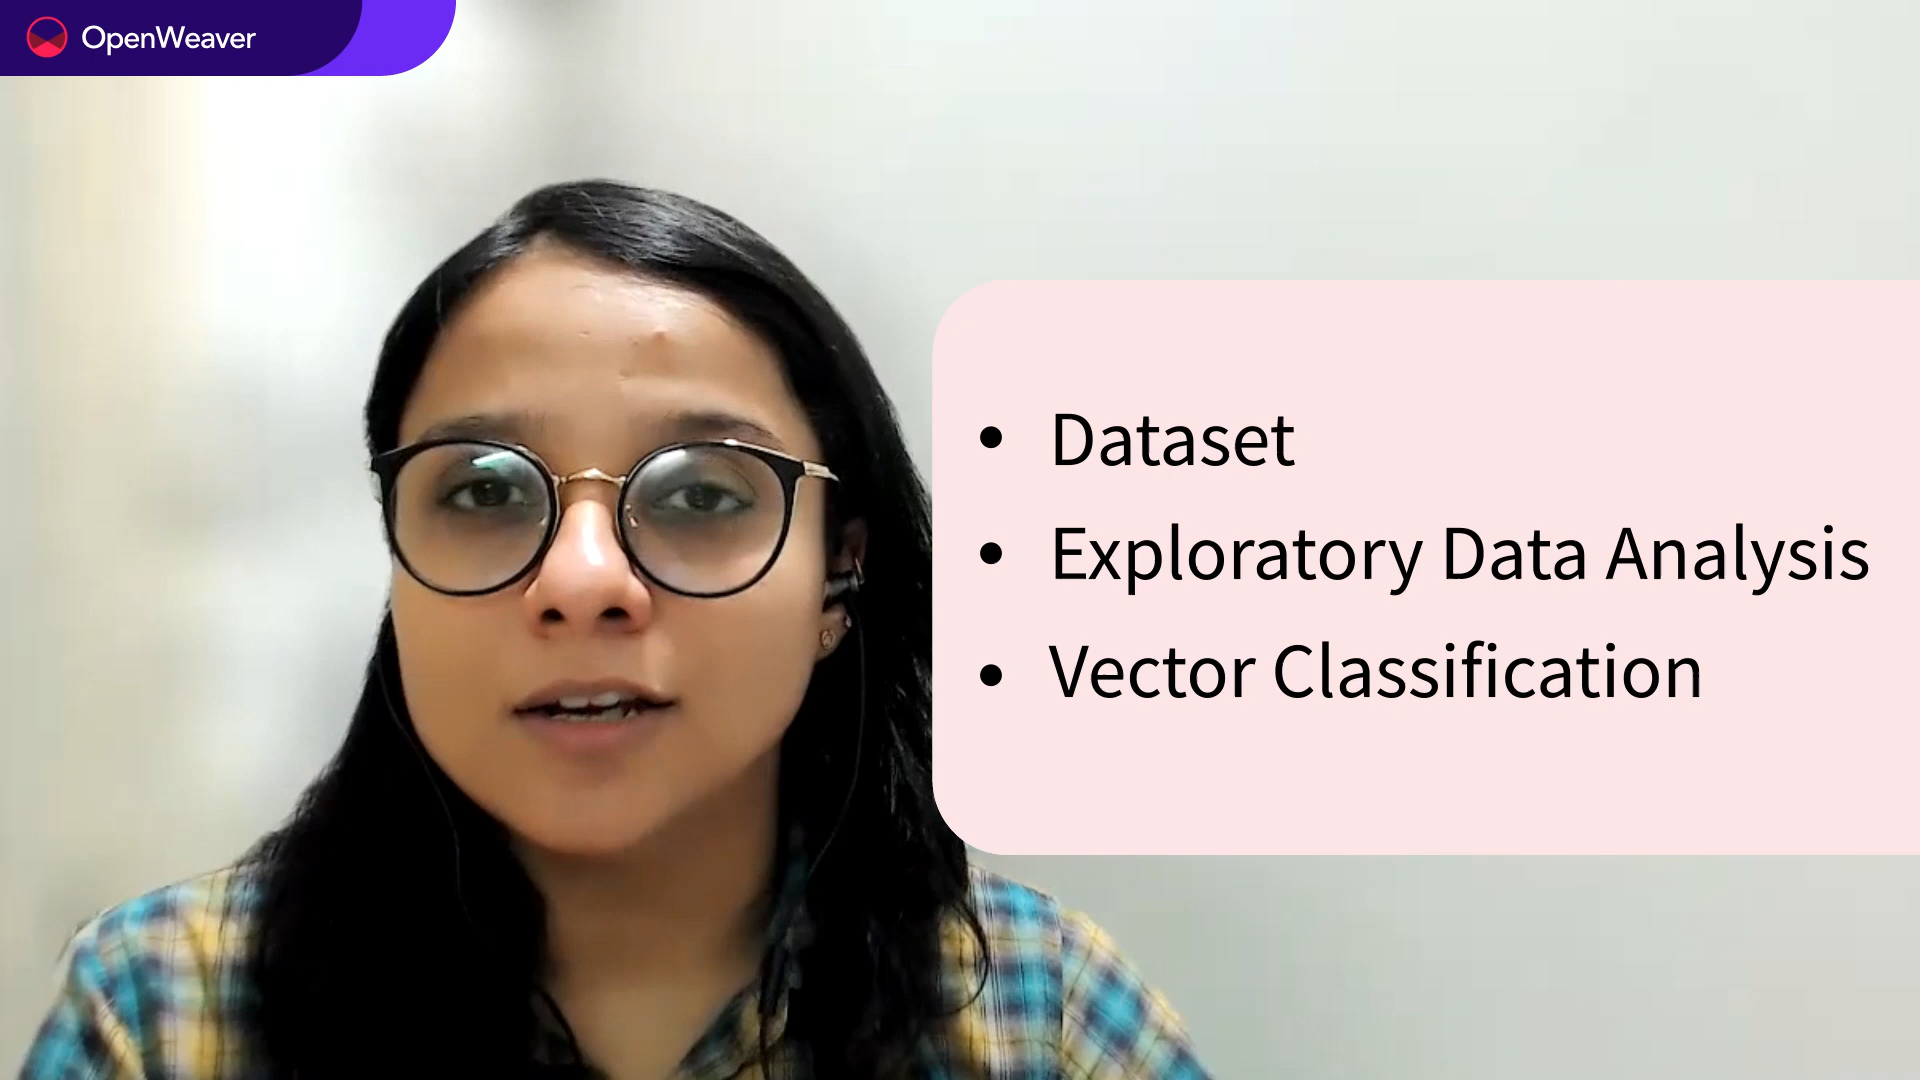 OpenWeaver
• Dataset
• Exploratory Data Analysis
• Vector Classification